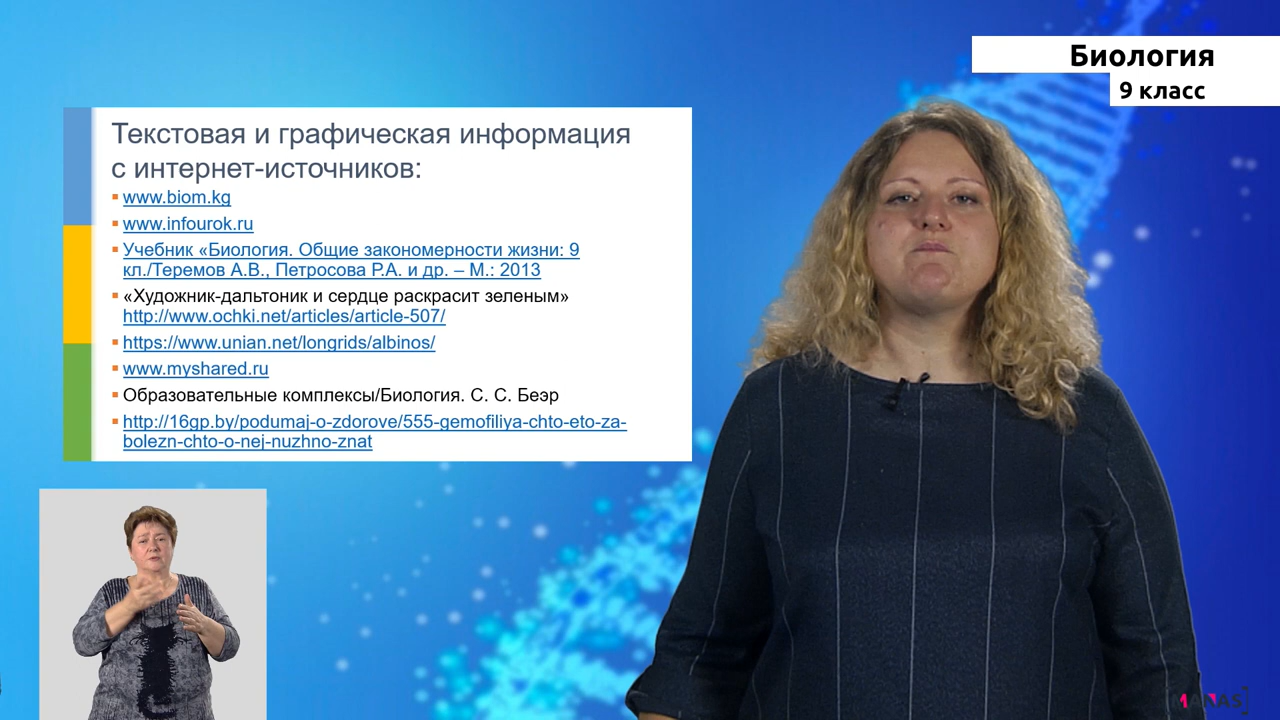 Биология
9 класс
Текстовая и графическая информация
с интернет-источников:
www.biom.kg
www.infourok.ru
Учебник «Биология. Общие закономерности жизни: 9
кл./Теремов А.В., Петросова Р.А. и др. – М.: 2013
«Художник-дальтоник и сердце раскрасит зеленым»
http://www.ochki.net/articles/article-507/
https://www.unian.net/longrids/albinos/
www.myshared.ru
Образовательные комплексы/Биология. С. С. Беэр
http://16gp.by/podumaj-o-zdorove/555-gemofiliya-chto-eto-za-
bolezn-chto-o-nej-nuzhno-znat
MANAS